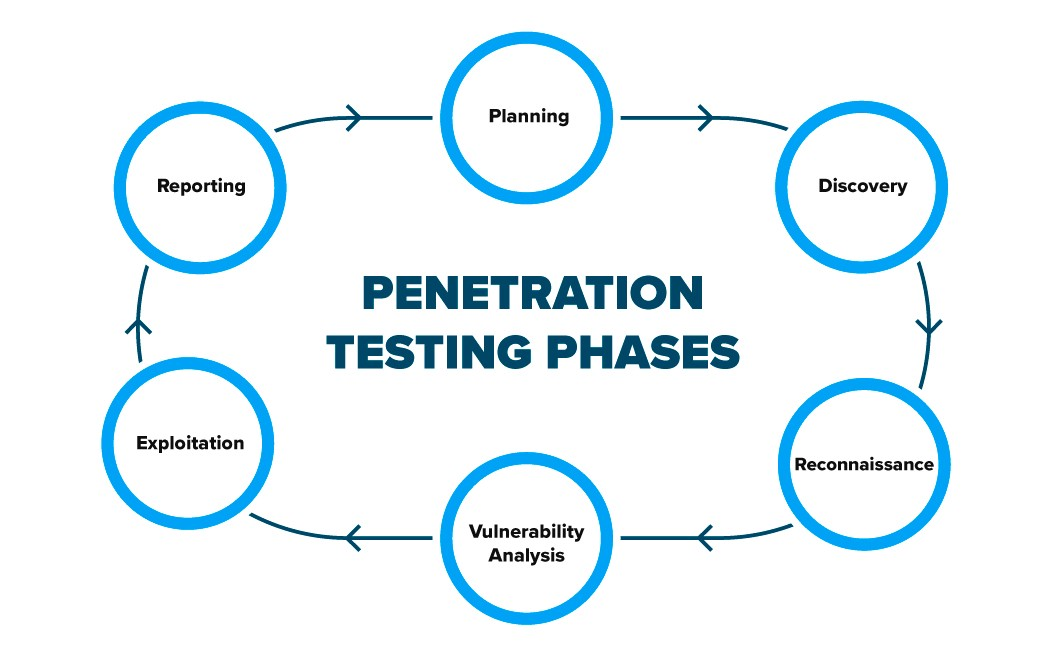 Planning
Reporting
Discovery
PENETRATION
TESTING PHASES
Exploitation
Reconnaissance
Vulnerability
Analysis